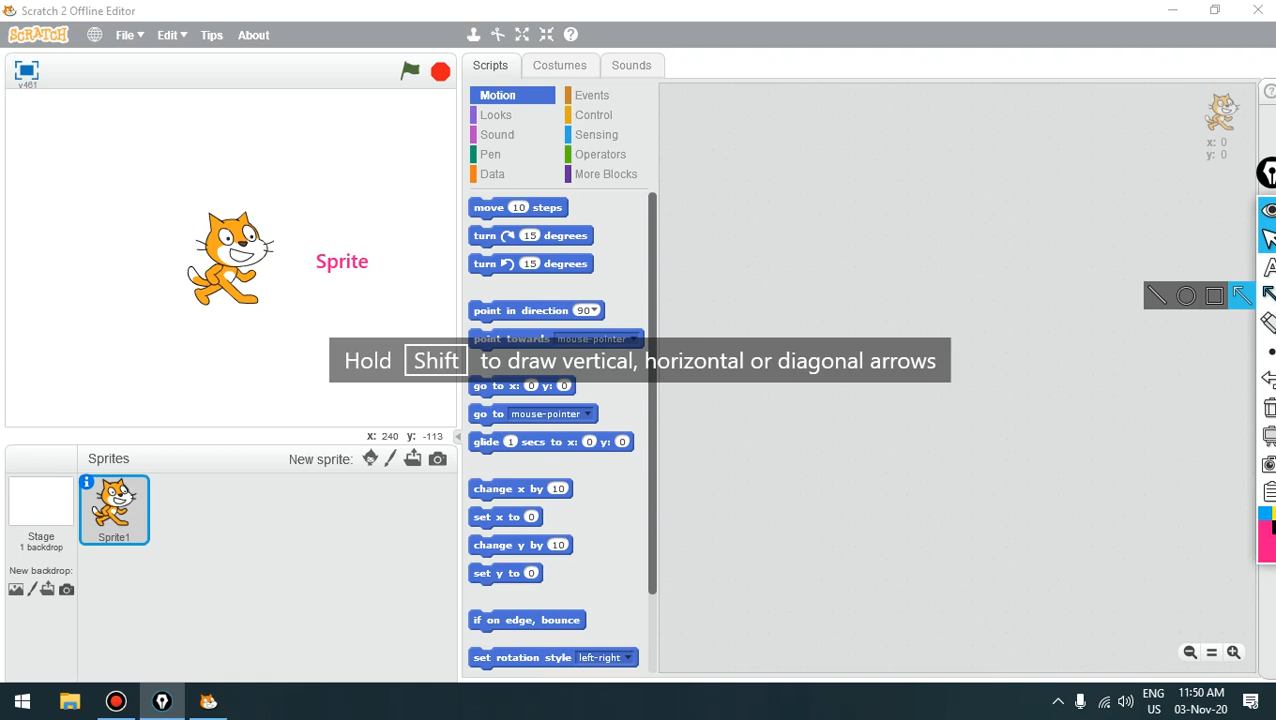 Scratch 2 Offline Editor
SCRATCH File Edit Tips About
v461
Scripts Costumes Sounds
Motion Events
Looks Control
Sound Sensing
Pen Operators
Data More Blocks
x: 0
y: 0
move 10 steps
turn 15 degrees
turn 15 degrees
Sprite
point in direction 90
point towards mouse-pointer
Hold Shift to draw vertical, horizontal or diagonal arrows
go to x: 0 y: 0
go to mouse-pointer
glide 1 secs to x: 0 y: 0
x: 240 y: -113
Sprites New sprite:
change x by 10
set x to 0
change y by 10
set y to 0
if on edge, bounce
set rotation style left-right
Stage
1 backdrop
Sprite1
New backdrop:
ENG
US
11:50 AM
03-Nov-20